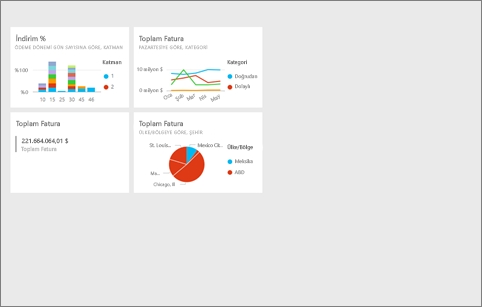 İndirim %
ÖDEME DÖNEMİ GÜN SAYISINA GÖRE, KATMAN
Katman
%100
1
2
%0
10 15 25 30 45 46
Toplam Fatura
PAZARTESİYE GÖRE, KATEGORİ
Kategori
10 milyon $
Doğrudan
Dolaylı
0 milyon $
Oca Şub Mar Nis May
Toplam Fatura
221.664.064,01 $
Toplam Fatura
Toplam Fatura
ÜLKE/BÖLGEYE GÖRE, ŞEHİR
St. Louis... Mexico Cit...
Ülke/Bölge
Meksika
ABD
Mo...
Chicago, Il